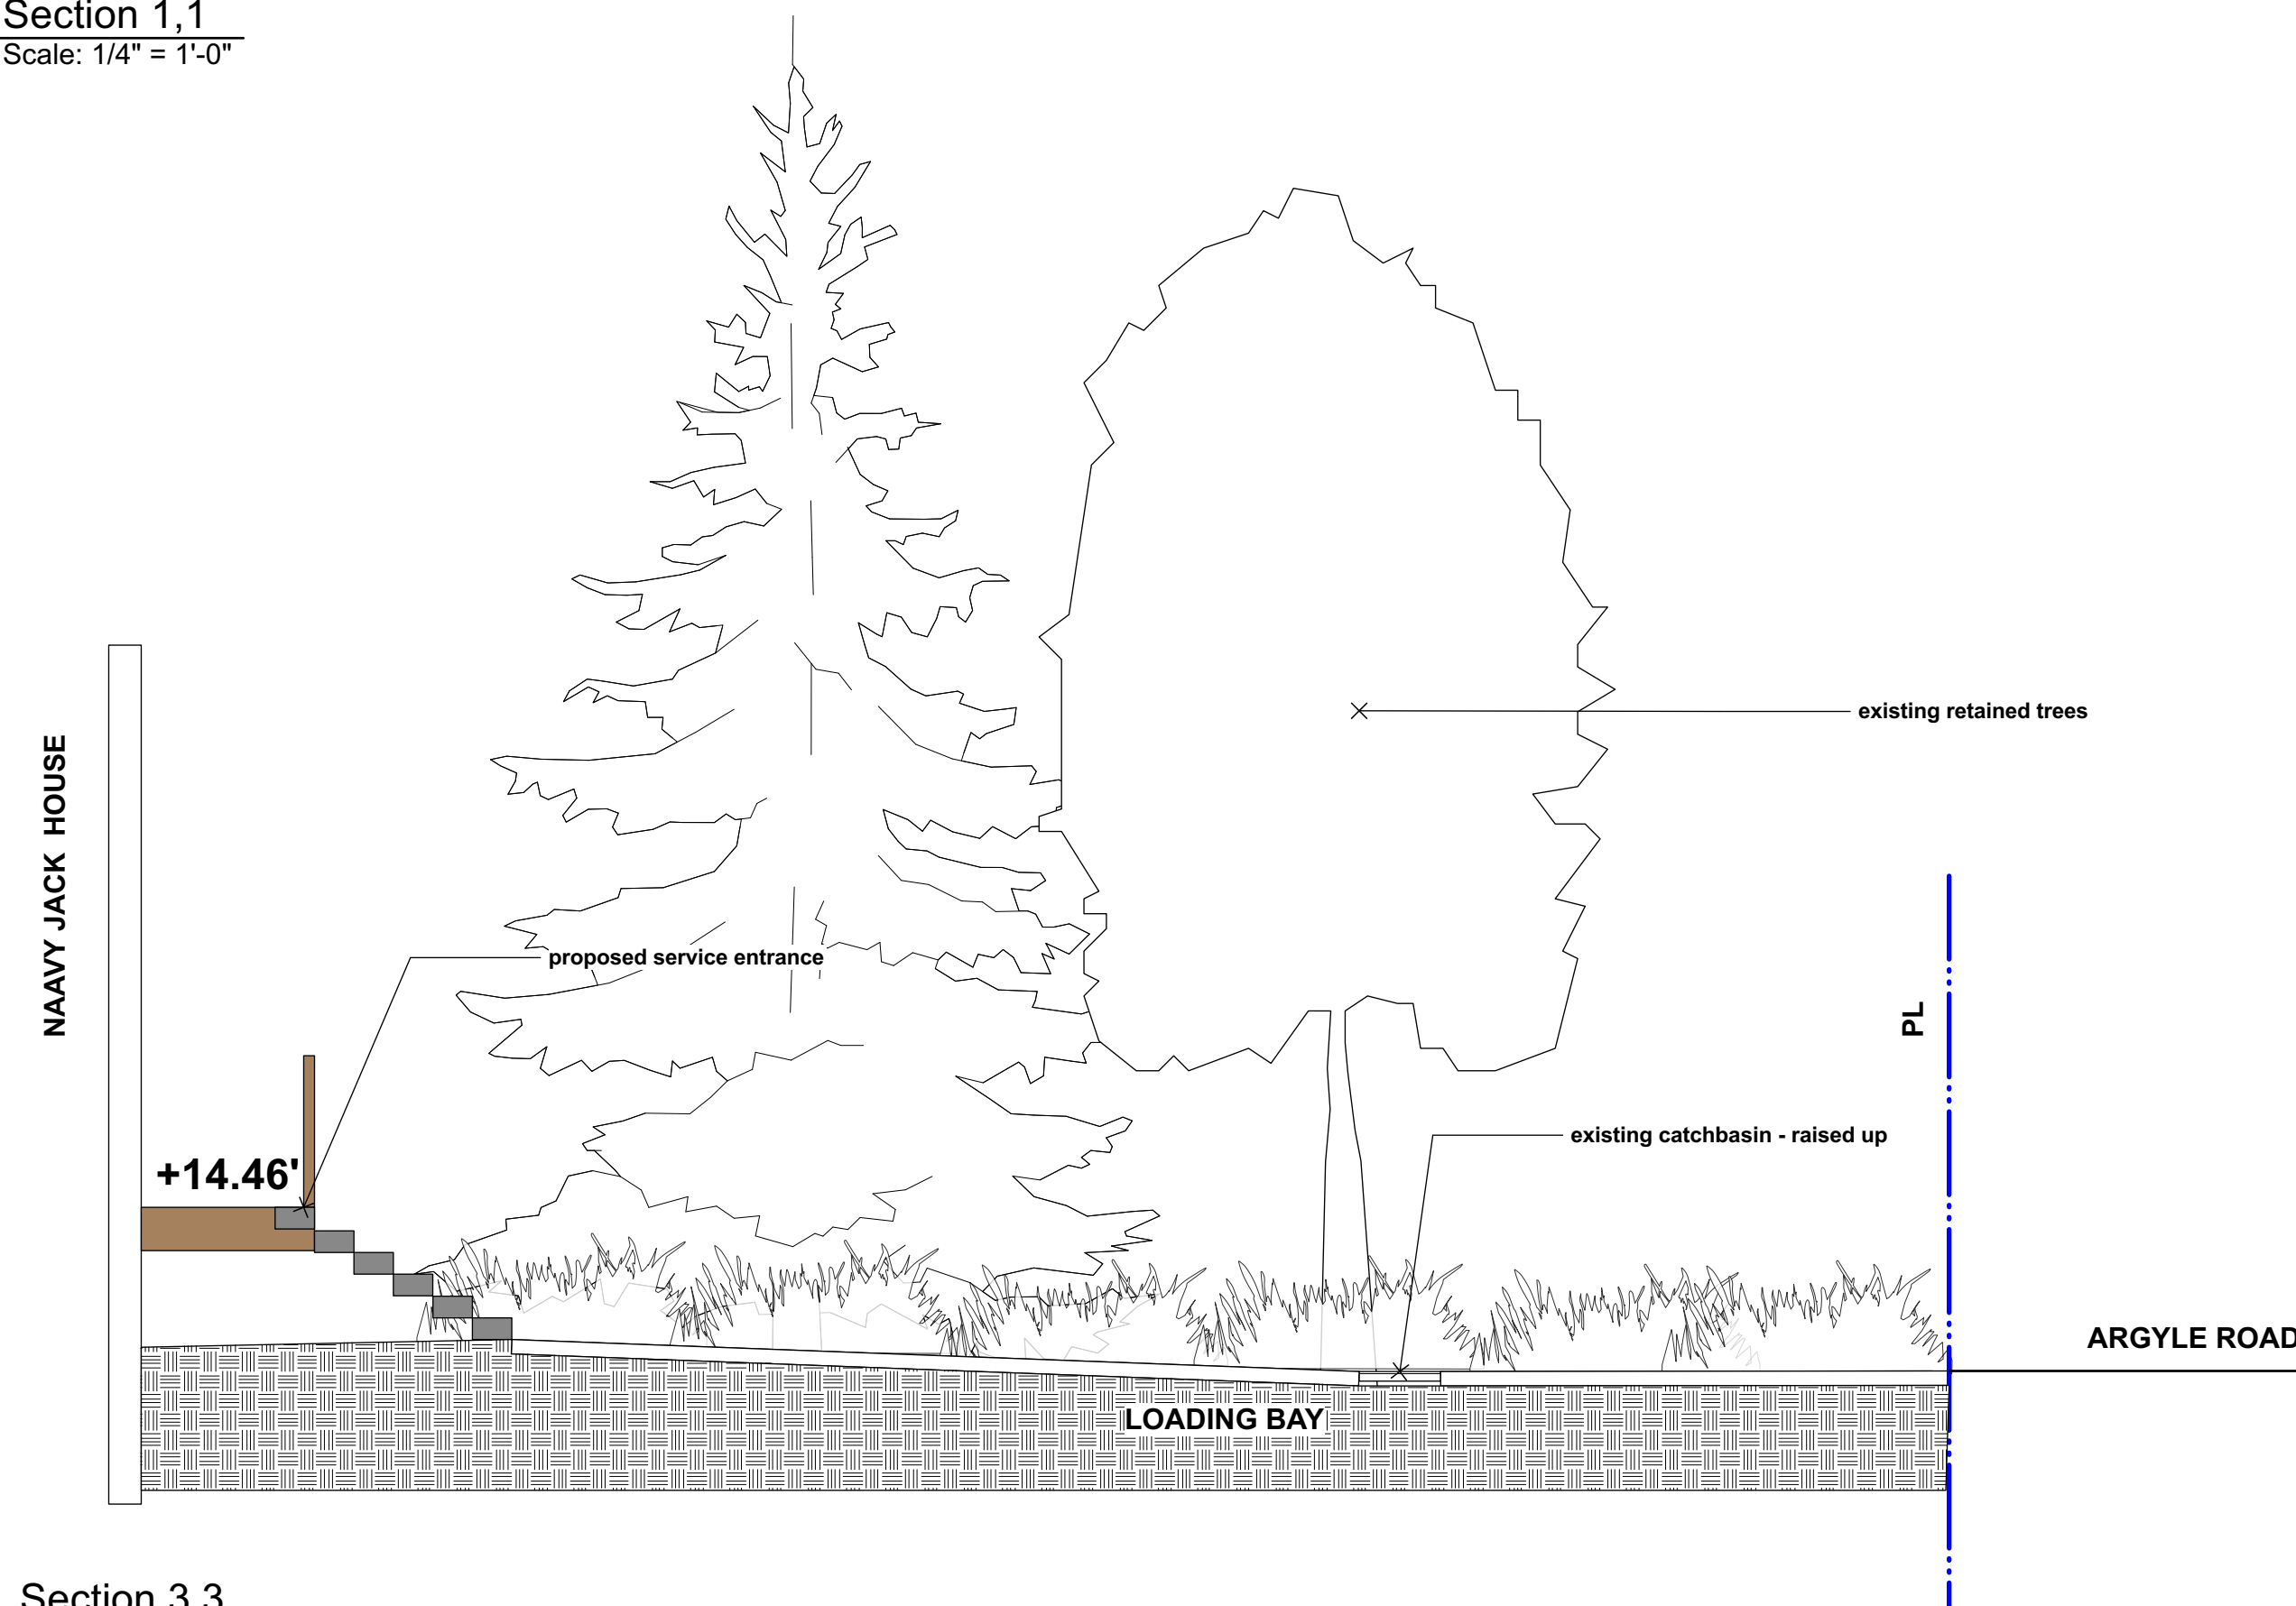 Section 1,1
Scale: 1/4" = 1'-0"
existing retained trees
NAAVY JACK HOUSE
proposed service entrance
PL
existing catchbasin - raised up
+14.46'
ARGYLE ROAD
LOADING BAY
Section 3,3